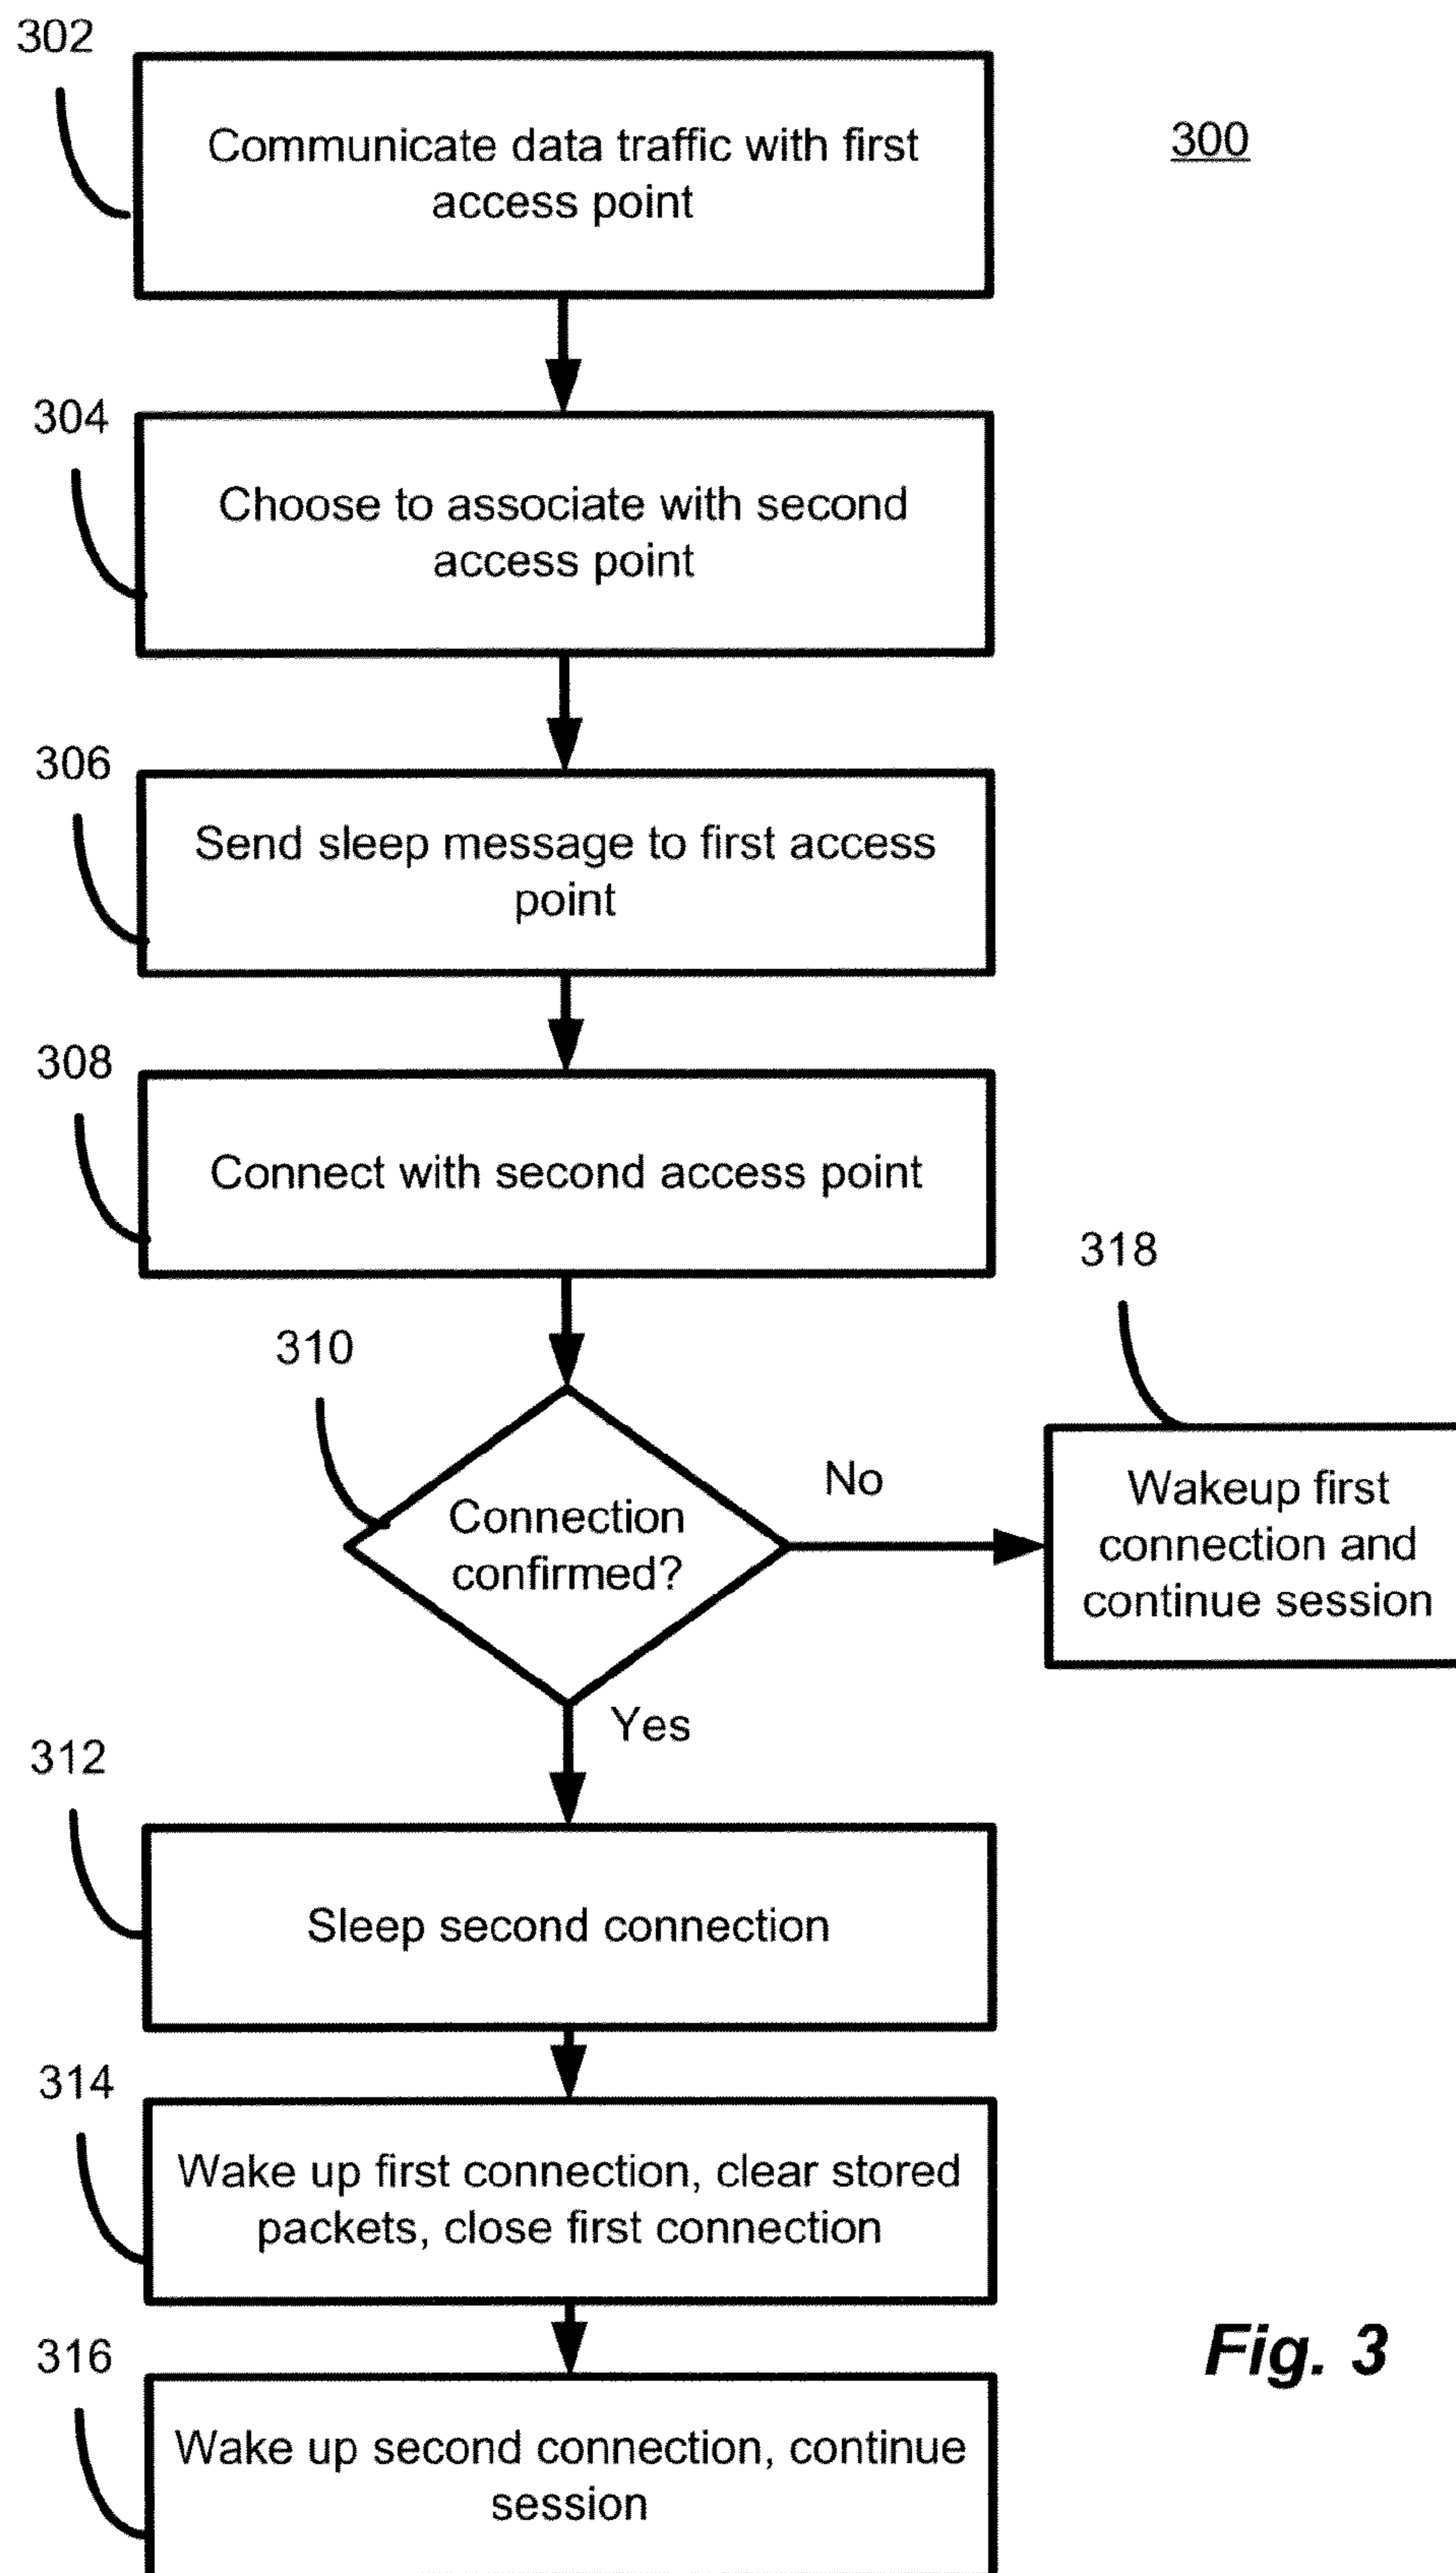 302
Communicate data traffic with first
access point
300
304
Choose to associate with second
access point
306
Send sleep message to first access
point
308
Connect with second access point
310
Connection
confirmed?
No
318
Wakeup first
connection and
continue session
Yes
312
Sleep second connection
314
Wake up first connection, clear stored
packets, close first connection
316
Wake up second connection, continue
session
Fig. 3